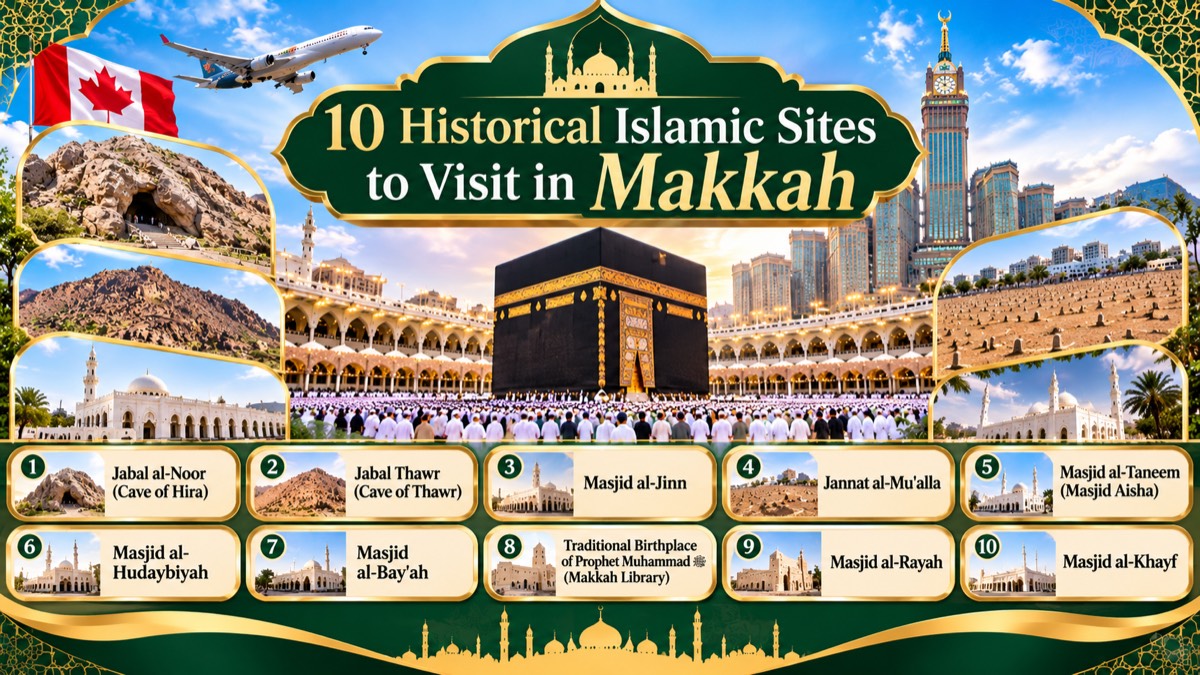 10 Historical Islamic Sites
to Visit in Makkah
1
Jabal al-Noor
(Cave of Hira)
2
Jabal Thawr
(Cave of Thawr)
3
Masjid al-Jinn
4
Jannat al-Mu'alla
5
Masjid al-Taneem
(Masjid Aisha)
6
Masjid al-
Hudaybiyah
7
Masjid
al-Bay'ah
8
Traditional Birthplace
of Prophet Muhammad ﷺ
(Makkah Library)
9
Masjid al-Rayah
10
Masjid al-Khayf